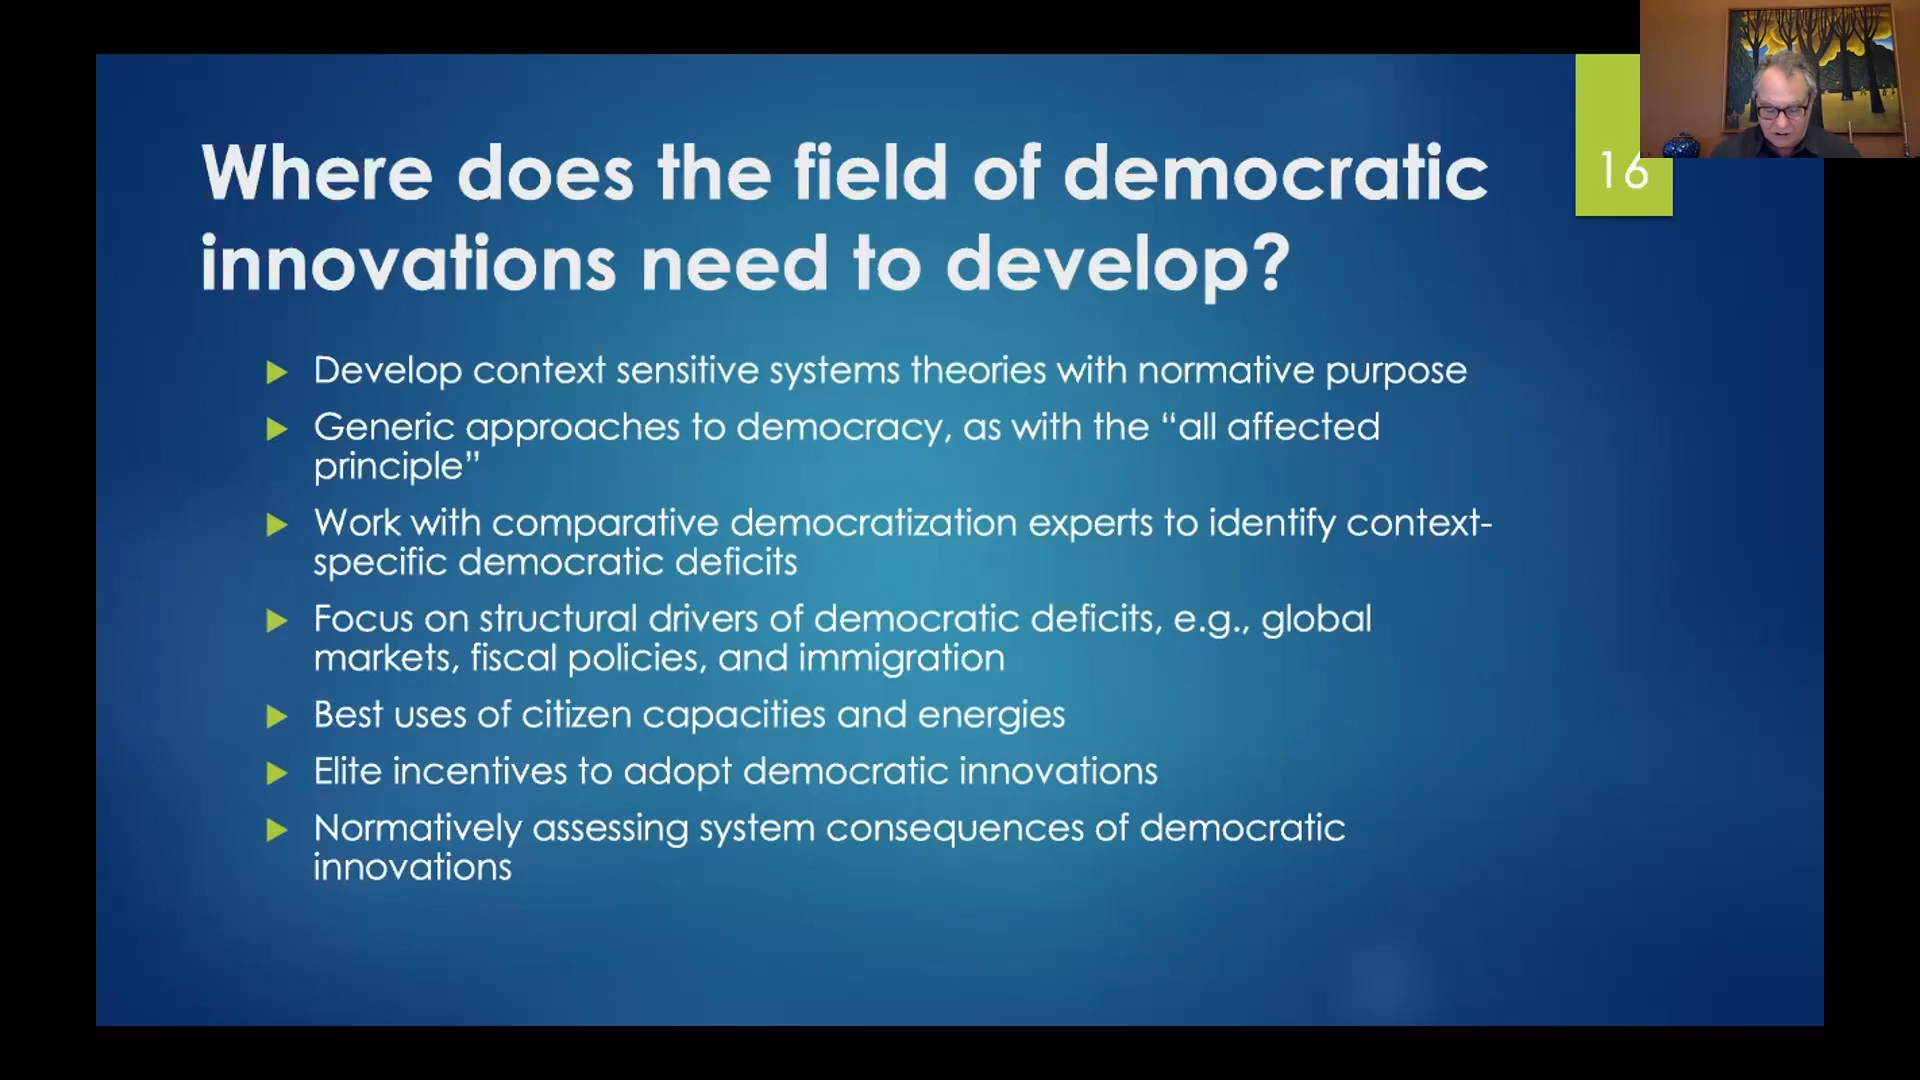 Where does the field of democratic
innovations need to develop?
16
Develop context sensitive systems theories with normative purpose
Generic approaches to democracy, as with the “all affected
principle”
Work with comparative democratization experts to identify context-
specific democratic deficits
Focus on structural drivers of democratic deficits, e.g., global
markets, fiscal policies, and immigration
Best uses of citizen capacities and energies
Elite incentives to adopt democratic innovations
Normatively assessing system consequences of democratic
innovations